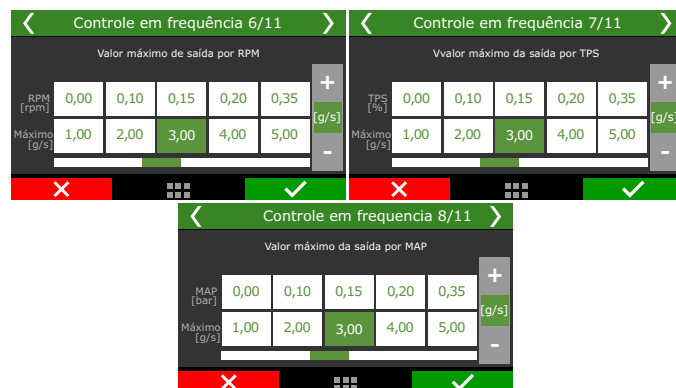 Controle em frequência 6/11
Valor máximo de saída por RPM
RPM [rpm] 0,00 0,10 0,15 0,20 0,35
Máximo [g/s] 1,00 2,00 3,00 4,00 5,00
+
[g/s]
-
Controle em frequência 7/11
Vvalor máximo da saída por TPS
TPS [%] 0,00 0,10 0,15 0,20 0,35
Máximo [g/s] 1,00 2,00 3,00 4,00 5,00
+
[g/s]
-
Controle em frequencia 8/11
Valor máximo da saída por MAP
MAP [bar] 0,00 0,10 0,15 0,20 0,35
Máximo [g/s] 1,00 2,00 3,00 4,00 5,00
+
[g/s]
-